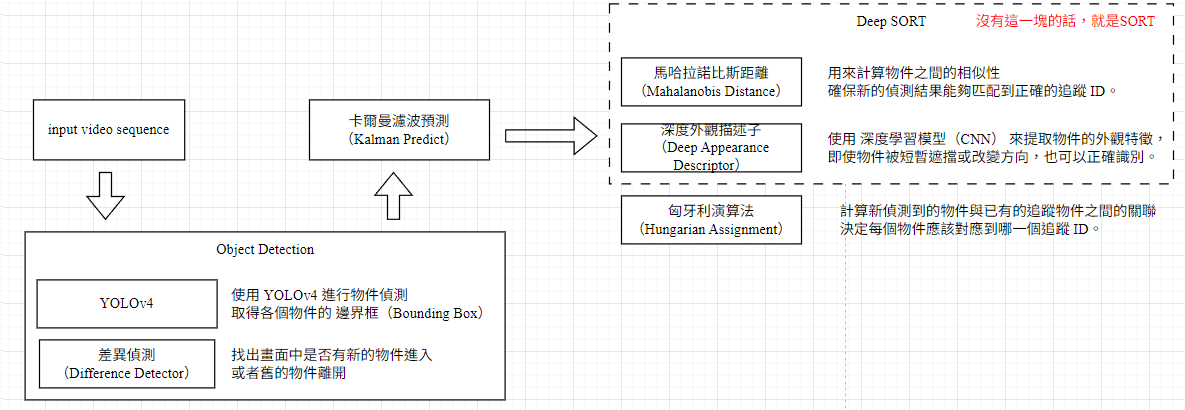 input video sequence
Object Detection
YOLOv4
使用 YOLOv4 進行物件偵測
取得各個物件的 邊界框（Bounding Box）
差異偵測
（Difference Detector）
找出畫面中是否有新的物件進入
或者舊的物件離開
卡爾曼濾波預測
（Kalman Predict）
Deep SORT
沒有這一塊的話，就是SORT
馬哈拉諾比斯距離
（Mahalanobis Distance）
用來計算物件之間的相似性
確保新的偵測結果能夠匹配到正確的追蹤 ID。
深度外觀描述子
（Deep Appearance
Descriptor）
使用 深度學習模型（CNN） 來提取物件的外觀特徵，
即使物件被短暫遮擋或改變方向，也可以正確識別。
匈牙利演算法
（Hungarian Assignment）
計算新偵測到的物件與已有的追蹤物件之間的關聯
決定每個物件應該對應到哪一個追蹤 ID。